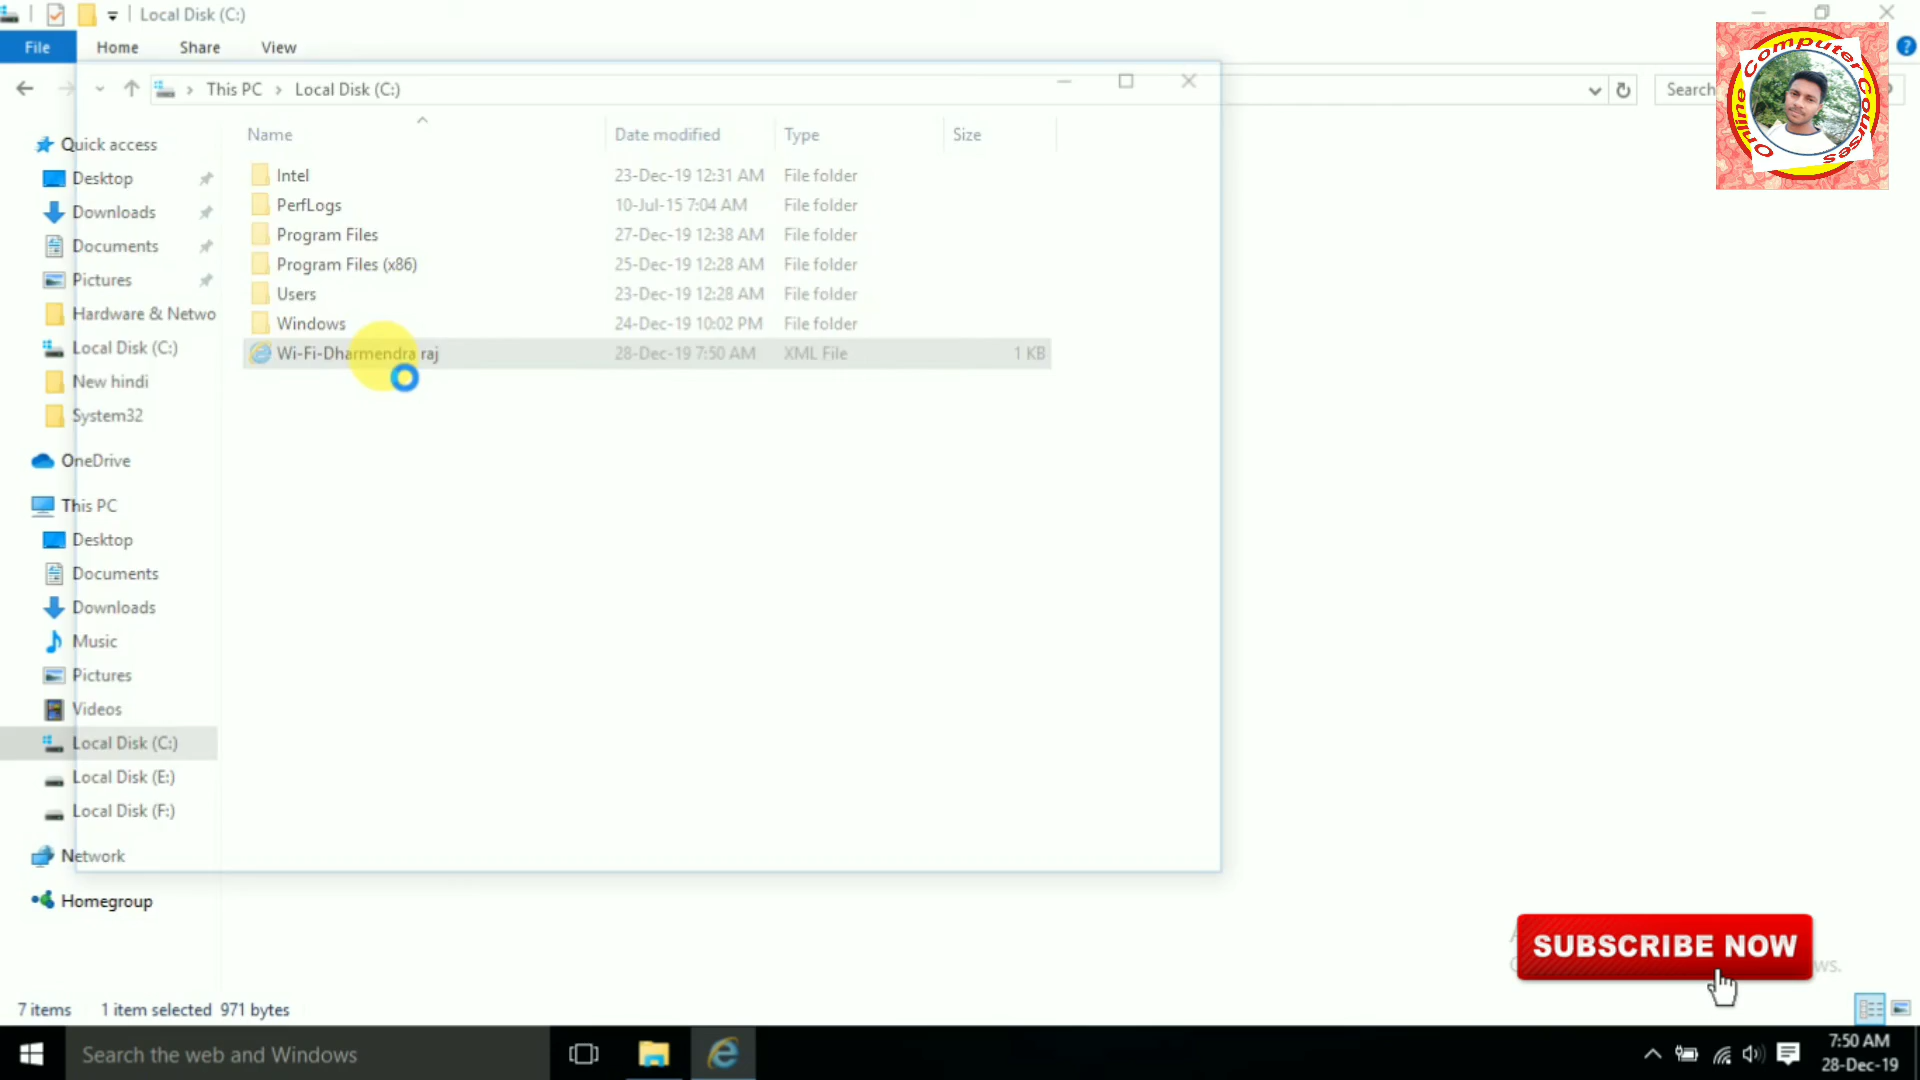 Local Disk (C:)
File Home Share View
This PC Local Disk (C:)
Search
Online Computer Courses
Name Date modified Type Size
Intel 23-Dec-19 12:31 AM File folder
PerfLogs 10-Jul-15 7:04 AM File folder
Program Files 27-Dec-19 12:38 AM File folder
Program Files (x86) 25-Dec-19 12:28 AM File folder
Users 23-Dec-19 12:28 AM File folder
Windows 24-Dec-19 10:02 PM File folder
Wi-Fi-Dharmendra raj 28-Dec-19 7:50 AM XML File 1 KB
Quick access
Desktop
Downloads
Documents
Pictures
Hardware & Netwo
Local Disk (C:)
New hindi
System32
OneDrive
This PC
Desktop
Documents
Downloads
Music
Pictures
Videos
Local Disk (C:)
Local Disk (E:)
Local Disk (F:)
Network
Homegroup
SUBSCRIBE NOW
7 items 1 item selected 971 bytes
Search the web and Windows
7:50 AM
28-Dec-19